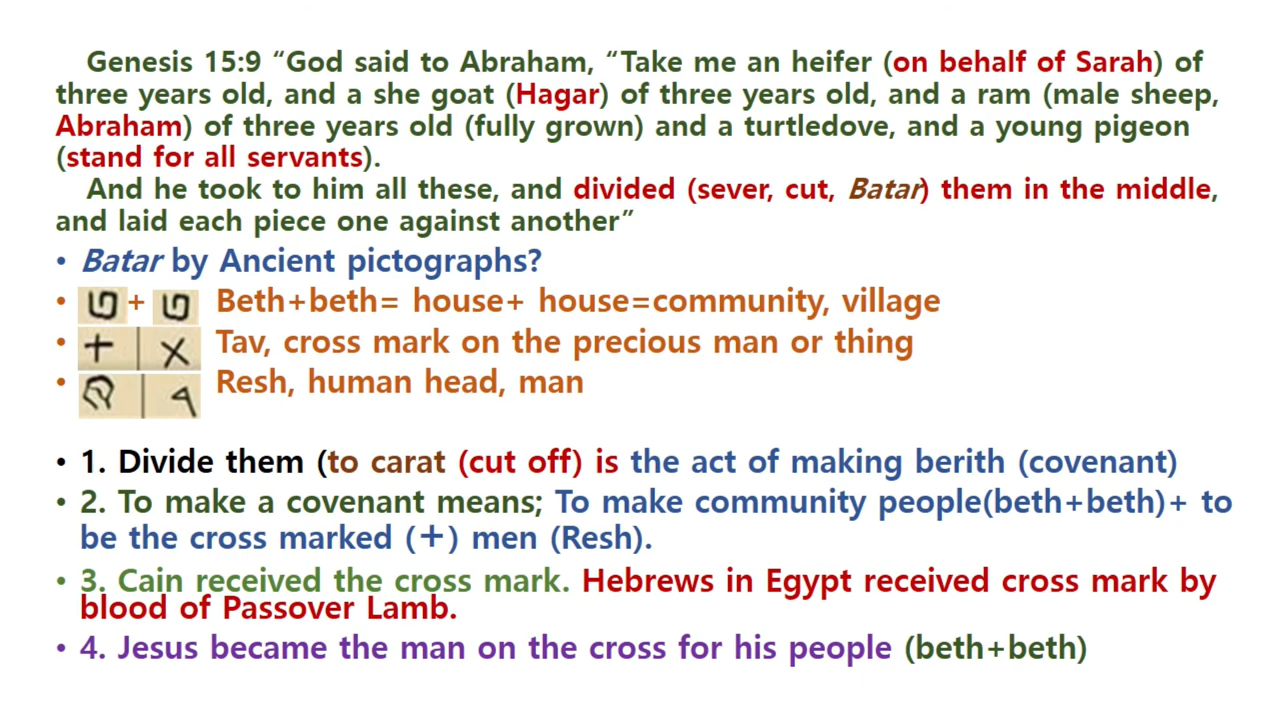 Genesis 15:9 “God said to Abraham, “Take me an heifer (on behalf of Sarah) of
three years old, and a she goat (Hagar) of three years old, and a ram (male sheep,
Abraham) of three years old (fully grown) and a turtledove, and a young pigeon
(stand for all servants).
And he took to him all these, and divided (sever, cut, Batar) them in the middle,
and laid each piece one against another”
• Batar by Ancient pictographs?
• + Beth+beth= house+ house=community, village
• Tav, cross mark on the precious man or thing
• Resh, human head, man
• 1. Divide them (to carat (cut off) is the act of making berith (covenant)
• 2. To make a covenant means; To make community people(beth+beth)+ to
be the cross marked (+) men (Resh).
• 3. Cain received the cross mark. Hebrews in Egypt received cross mark by
blood of Passover Lamb.
• 4. Jesus became the man on the cross for his people (beth+beth)